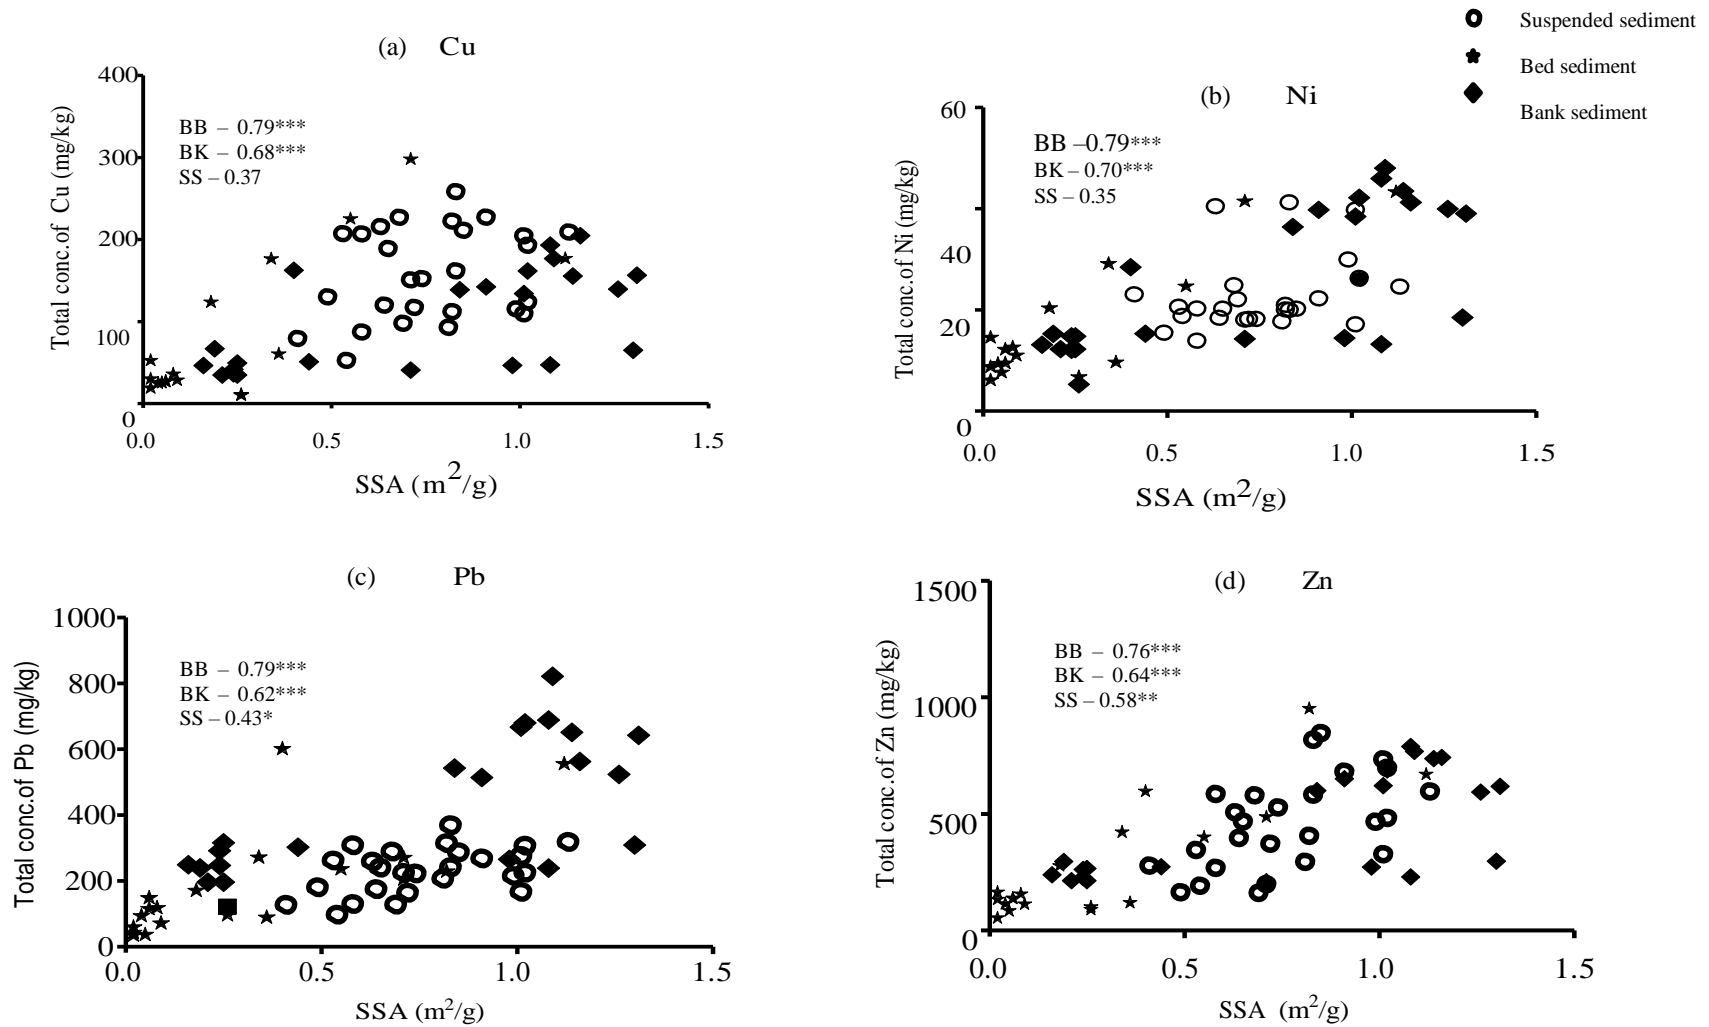 Suspended sediment
Bed sediment
Bank sediment
(a) Cu
400
300
200
100
0
BB – 0.79***
BK – 0.68***
SS – 0.37
Total conc.of Cu (mg/kg)
0.0 0.5 1.0 1.5
SSA (m2/g)
(b) Ni
60
40
20
0
BB –0.79***
BK – 0.70***
SS – 0.35
Total conc.of Ni (mg/kg)
0.0 0.5 1.0 1.5
SSA (m2/g)
(c) Pb
1000
800
600
400
200
0
BB – 0.79***
BK – 0.62***
SS – 0.43*
Total conc.of Pb (mg/kg)
0.0 0.5 1.0 1.5
SSA (m2/g)
(d) Zn
1500
1000
500
0
BB – 0.76***
BK – 0.64***
SS – 0.58**
Total conc.of Zn (mg/kg)
0.0 0.5 1.0 1.5
SSA (m2/g)